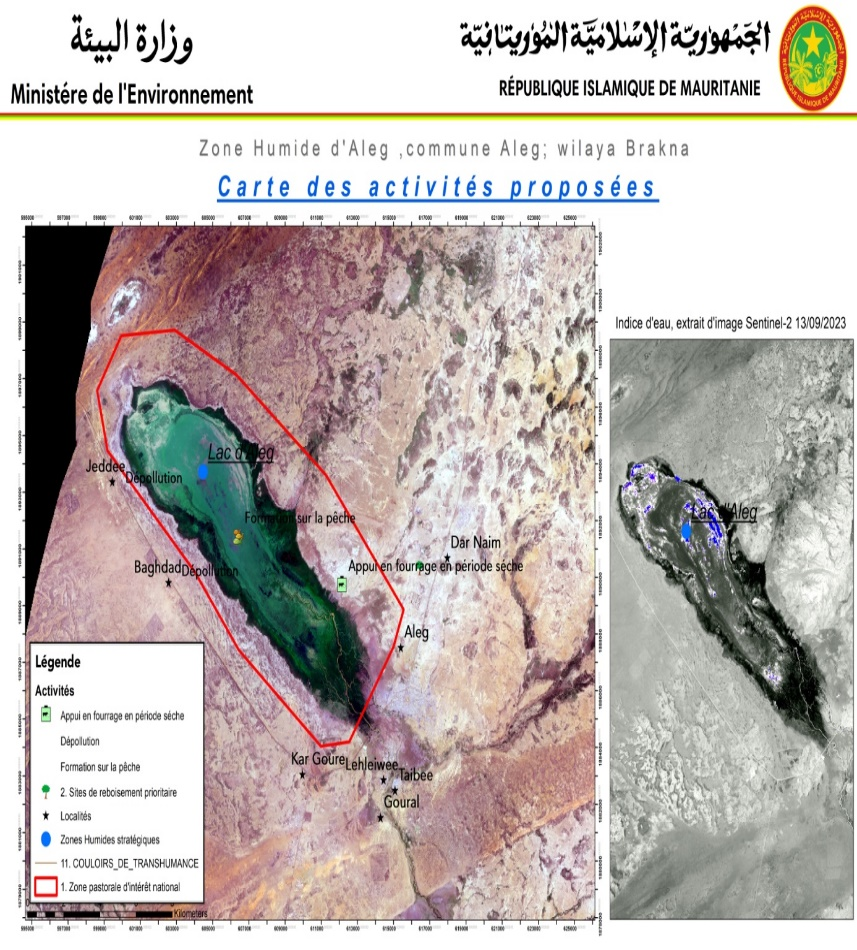 وزارة البيئة
الجمهورية الإسلامية الموريتانية
Ministére de l'Environnement
RÉPUBLIQUE ISLAMIQUE DE MAURITANIE
Zone Humide d'Aleg ,commune Aleg; wilaya Brakna
Carte des activités proposées
Indice d'eau, extrait d'image Sentinel-2 13/09/2023
Lac d'Aleg
Jeddee
Dépollution
Formation sur la pêche
Dar Naim
Baghdad
Dépollution
Appui en fourrage en période séche
Aleg
Kar Goure
Lehleiwee
Taibee
Goural
Lac d'Aleg
Légende
Activités
Appui en fourrage en période séche
Dépollution
Formation sur la pêche
2. Sites de reboisement prioritaire
Localités
Zones Humides stratégiques
11. COULOIRS_DE_TRANSHUMANCE
1. Zone pastorale d'intérêt national
Kilometers